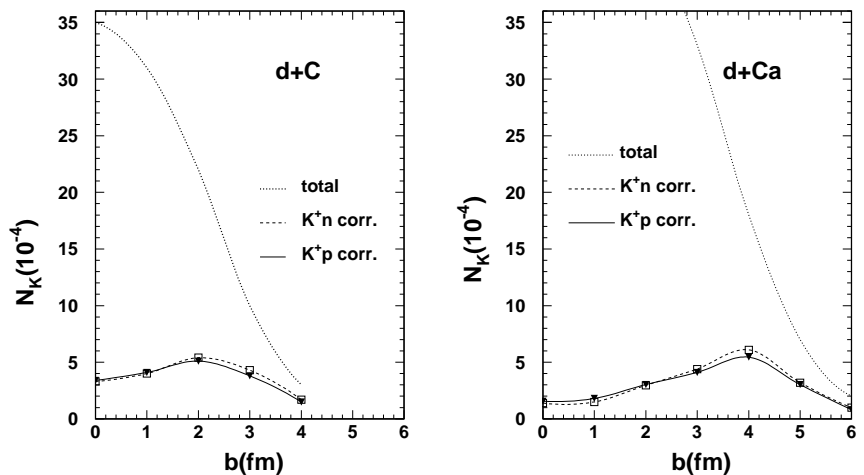 d+C
total
K⁺n corr.
K⁺p corr.
N_K(10⁻⁴)
35
30
25
20
15
10
5
0
0 1 2 3 4 5 6
b(fm)
d+Ca
total
K⁺n corr.
K⁺p corr.
N_K(10⁻⁴)
35
30
25
20
15
10
5
0
0 1 2 3 4 5 6
b(fm)